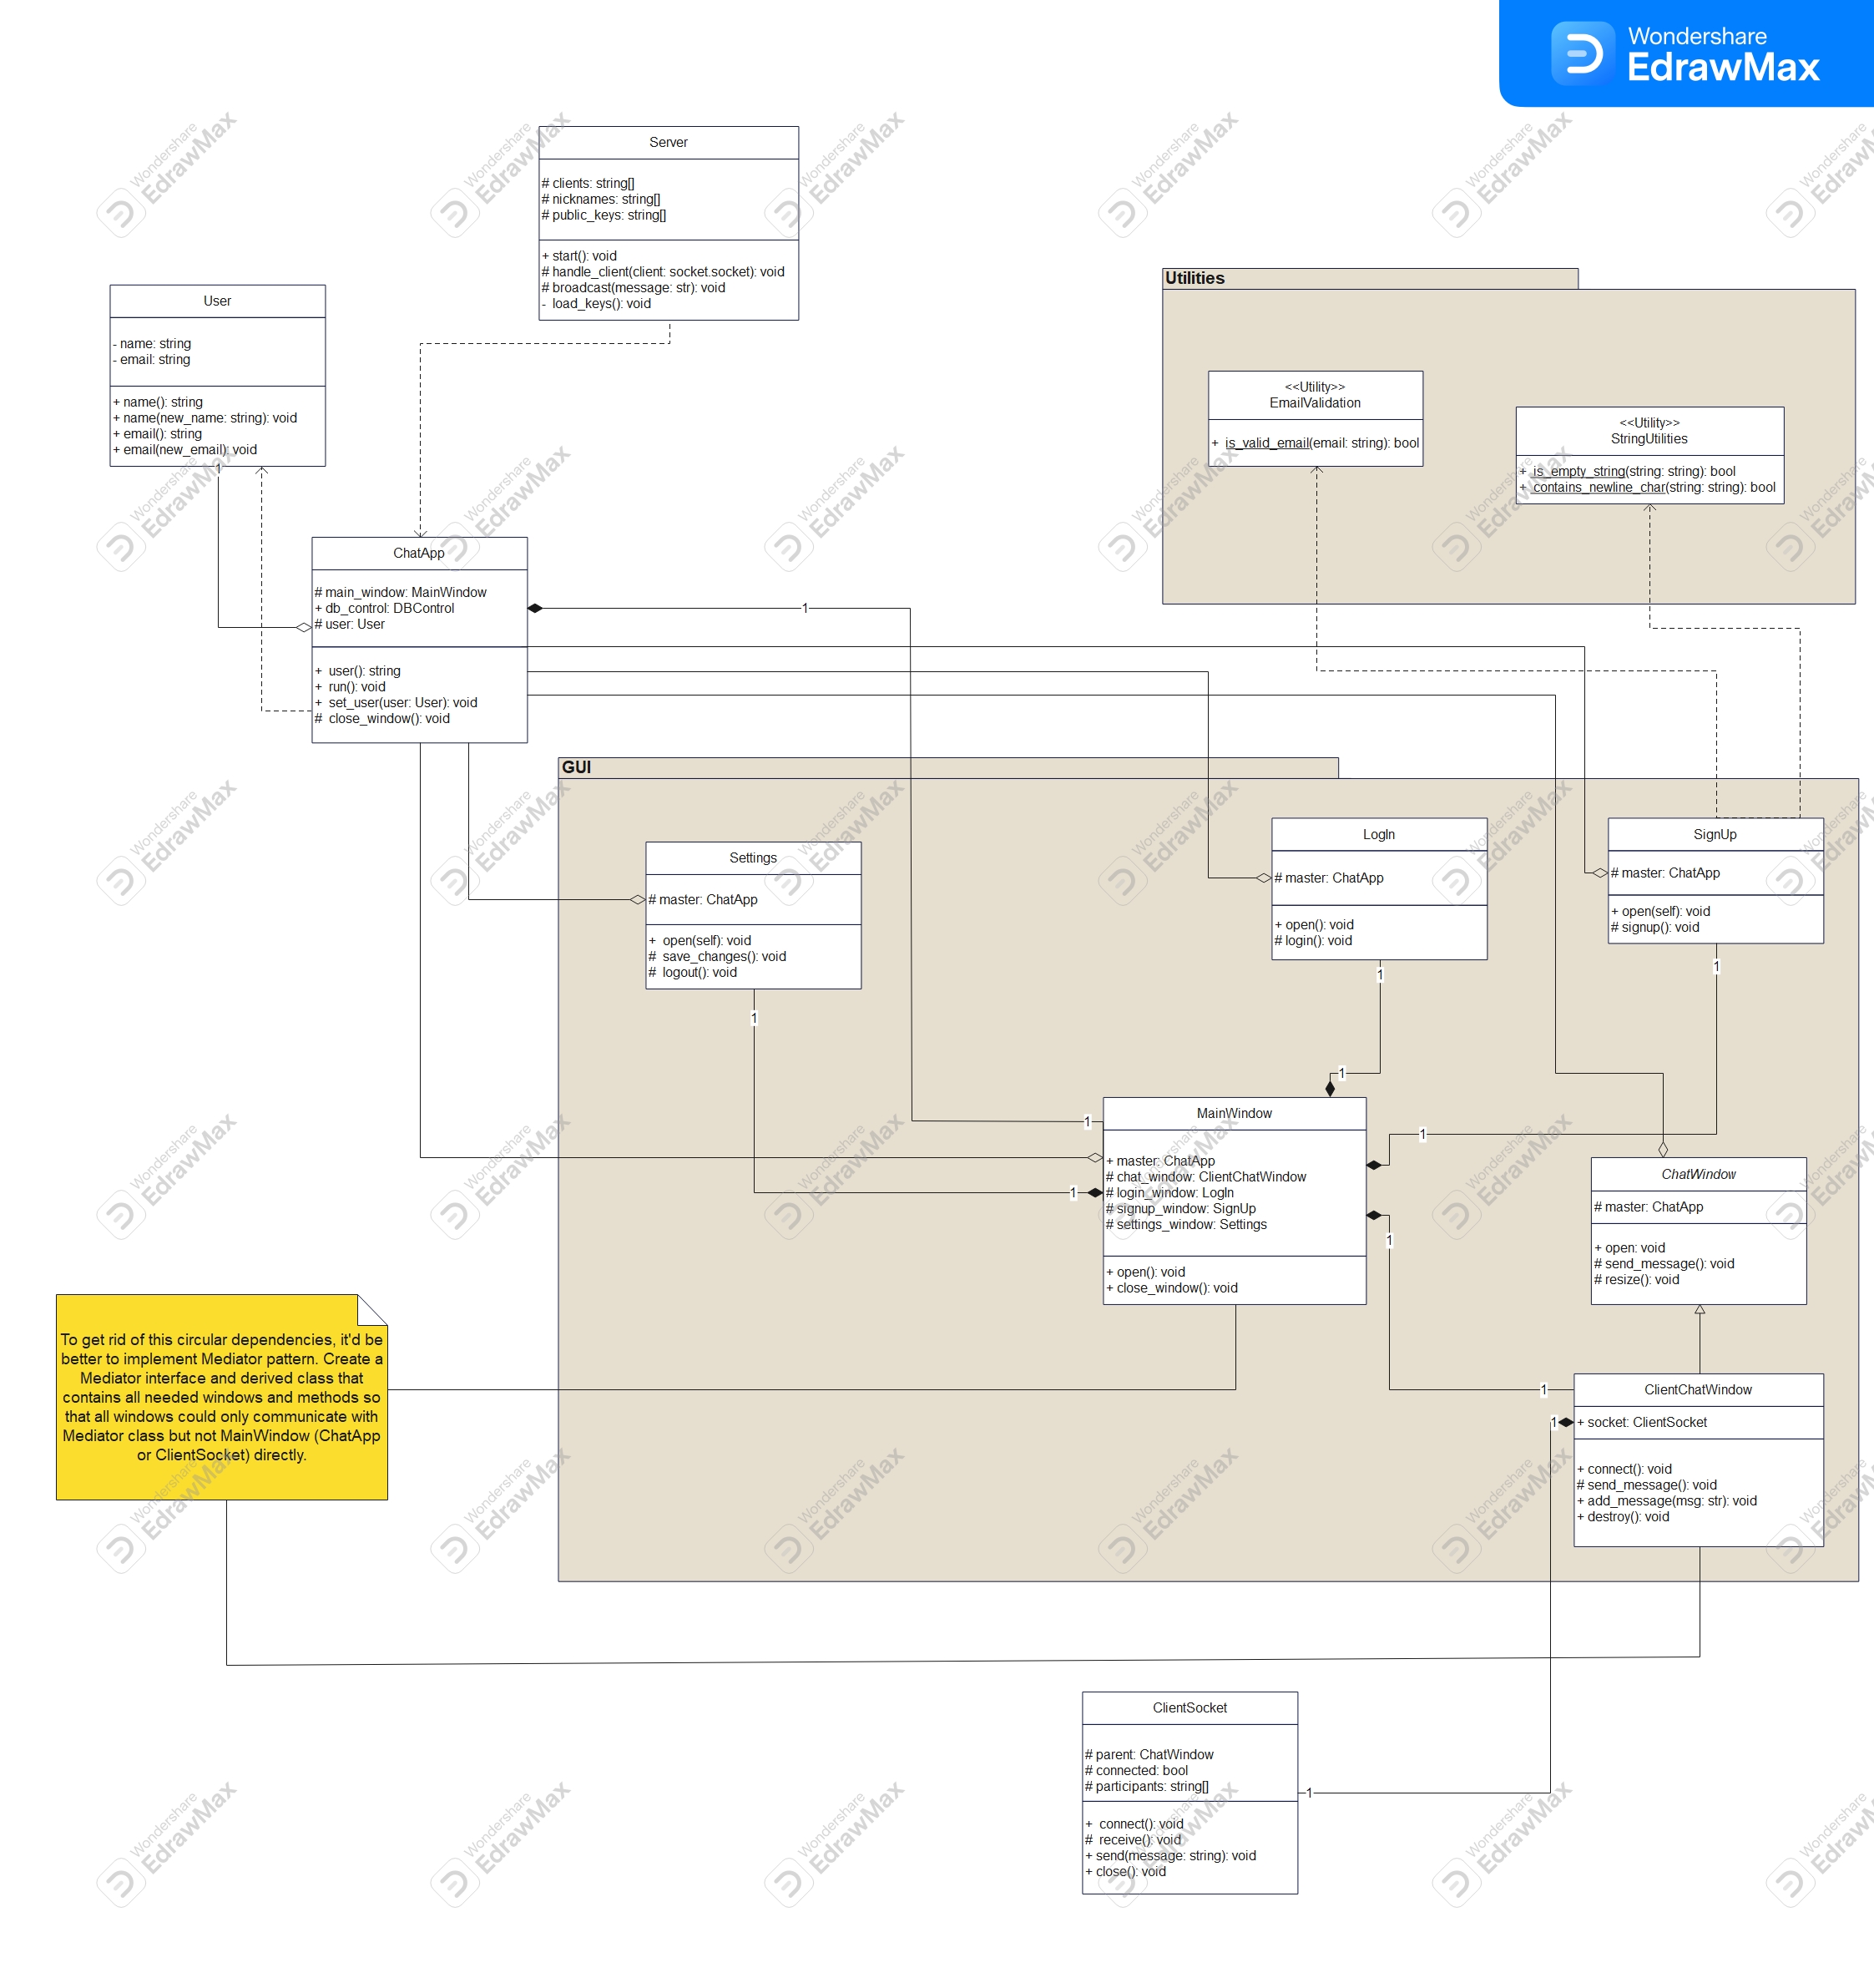 Wondershare
EdrawMax
Server
# clients: string[]
# nicknames: string[]
# public_keys: string[]
+ start(): void
# handle_client(client: socket.socket): void
# broadcast(message: str): void
- load_keys(): void
User
- name: string
- email: string
+ name(): string
+ name(new_name: string): void
+ email(): string
+ email(new_email): void
1
Utilities
<<Utility>>
EmailValidation
+ is_valid_email(email: string): bool
<<Utility>>
StringUtilities
+ is_empty_string(string: string): bool
+ contains_newline_char(string: string): bool
ChatApp
# main_window: MainWindow
+ db_control: DBControl
# user: User
+ user(): string
+ run(): void
+ set_user(user: User): void
# close_window(): void
1
GUI
Settings
# master: ChatApp
+ open(self): void
# save_changes(): void
# logout(): void
1
LogIn
# master: ChatApp
+ open(): void
# login(): void
1
SignUp
# master: ChatApp
+ open(self): void
# signup(): void
1
1
MainWindow
+ master: ChatApp
# chat_window: ClientChatWindow
# login_window: LogIn
# signup_window: SignUp
# settings_window: Settings
+ open(): void
+ close_window(): void
1
1
1
1
ChatWindow
# master: ChatApp
+ open: void
# send_message(): void
# resize(): void
To get rid of this circular dependencies, it'd be
better to implement Mediator pattern. Create a
Mediator interface and derived class that
contains all needed windows and methods so
that all windows could only communicate with
Mediator class but not MainWindow (ChatApp
or ClientSocket) directly.
1
ClientChatWindow
1
+ socket: ClientSocket
+ connect(): void
# send_message(): void
+ add_message(msg: str): void
+ destroy(): void
ClientSocket
# parent: ChatWindow
# connected: bool
# participants: string[]
+ connect(): void
# receive(): void
+ send(message: string): void
+ close(): void
1